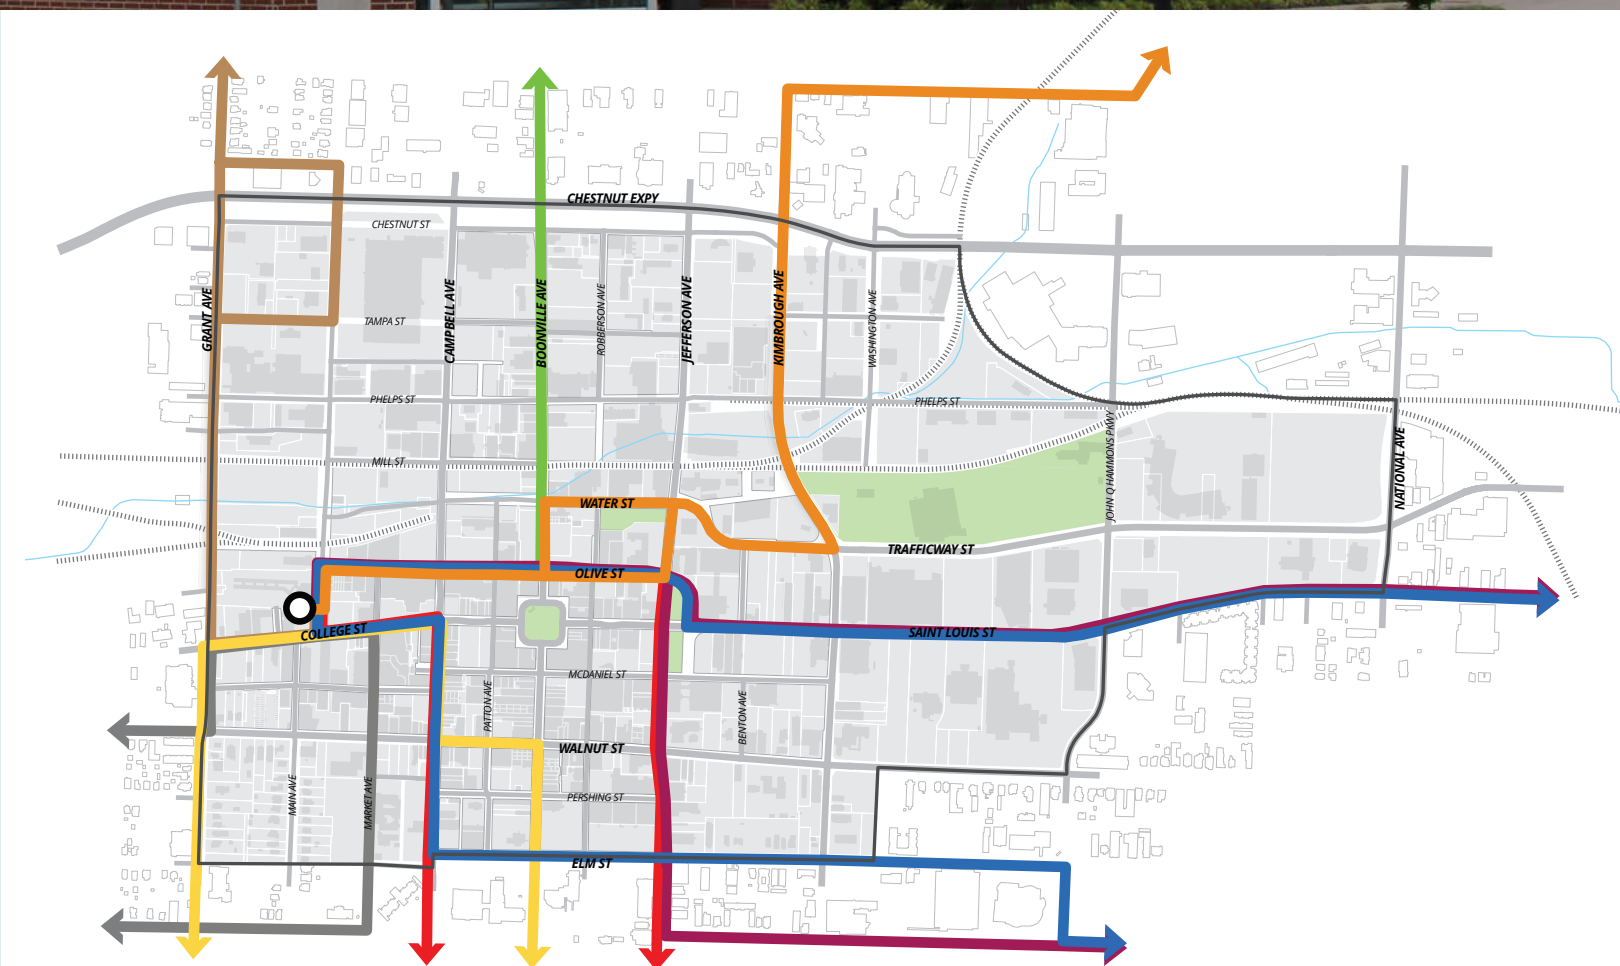 CHESTNUT EXPY
CHESTNUT ST
GRANT AVE
CAMPBELL AVE
BOONVILLE AVE
ROBBERSON AVE
JEFFERSON AVE
KIMBROUGH AVE
WASHINGTON AVE
TAMPA ST
PHELPS ST
PHELPS ST
JOHN Q HAMMONS PKWY
NATIONAL AVE
MILL ST
WATER ST
TRAFFICWAY ST
OLIVE ST
COLLEGE ST
SAINT LOUIS ST
MCDANIEL ST
PATTON AVE
BENTON AVE
WALNUT ST
MAIN AVE
MARKET AVE
PERSHING ST
ELM ST